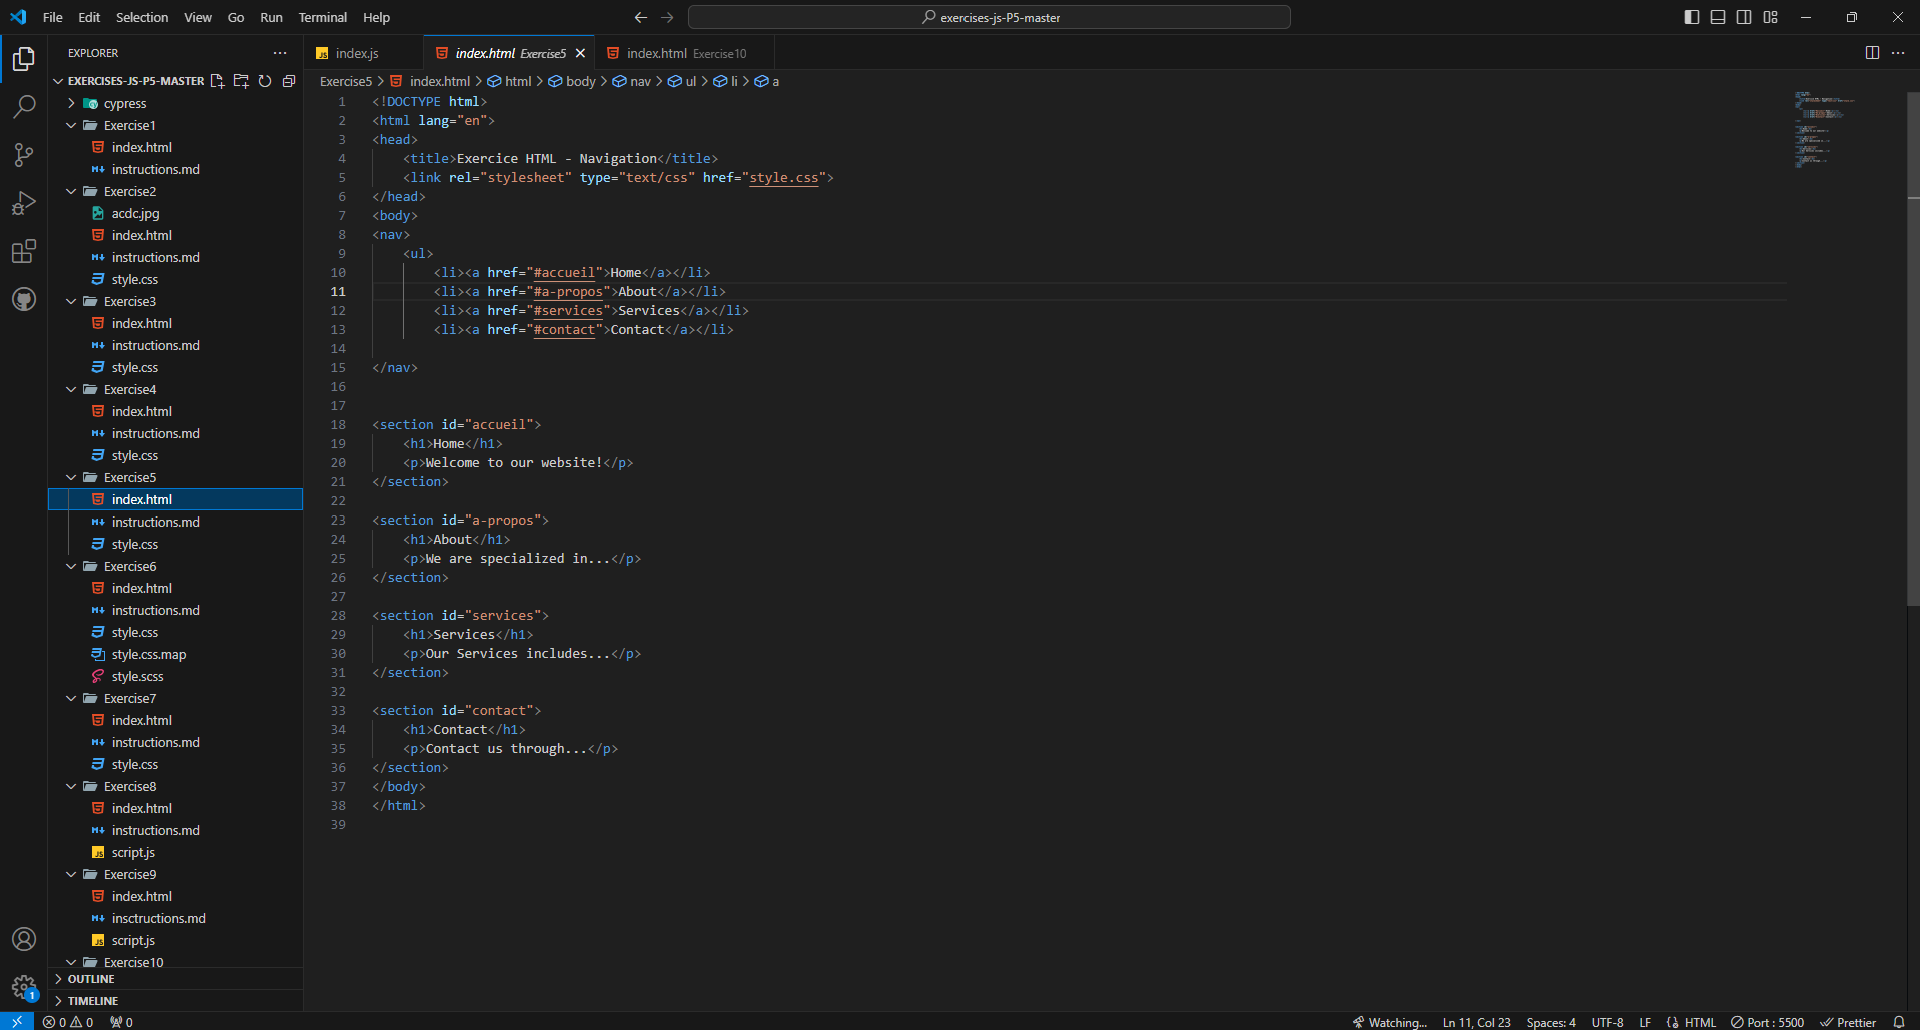 File Edit Selection View Go Run Terminal Help
exercises-js-P5-master
EXPLORER
EXERCISES-JS-P5-MASTER
cypress
Exercise1
index.html
instructions.md
Exercise2
acdc.jpg
index.html
instructions.md
style.css
Exercise3
index.html
instructions.md
style.css
Exercise4
index.html
instructions.md
style.css
Exercise5
index.html
instructions.md
style.css
Exercise6
index.html
instructions.md
style.css
style.css.map
style.scss
Exercise7
index.html
instructions.md
style.css
Exercise8
index.html
instructions.md
script.js
Exercise9
index.html
insctructions.md
script.js
Exercise10
OUTLINE
TIMELINE
index.js index.html Exercise5 index.html Exercise10
Exercise5 > index.html > html > body > nav > ul > li > a
1 <!DOCTYPE html>
2 <html lang="en">
3 <head>
4 <title>Exercice HTML - Navigation</title>
5 <link rel="stylesheet" type="text/css" href="style.css">
6 </head>
7 <body>
8 <nav>
9 <ul>
10 <li><a href="#accueil">Home</a></li>
11 <li><a href="#a-propos">About</a></li>
12 <li><a href="#services">Services</a></li>
13 <li><a href="#contact">Contact</a></li>
14
15 </nav>
16
17
18 <section id="accueil">
19 <h1>Home</h1>
20 <p>Welcome to our website!</p>
21 </section>
22
23 <section id="a-propos">
24 <h1>About</h1>
25 <p>We are specialized in...</p>
26 </section>
27
28 <section id="services">
29 <h1>Services</h1>
30 <p>Our Services includes...</p>
31 </section>
32
33 <section id="contact">
34 <h1>Contact</h1>
35 <p>Contact us through...</p>
36 </section>
37 </body>
38 </html>
39
1
0 0 0 Watching... Ln 11, Col 23 Spaces: 4 UTF-8 LF HTML Port : 5500 Prettier